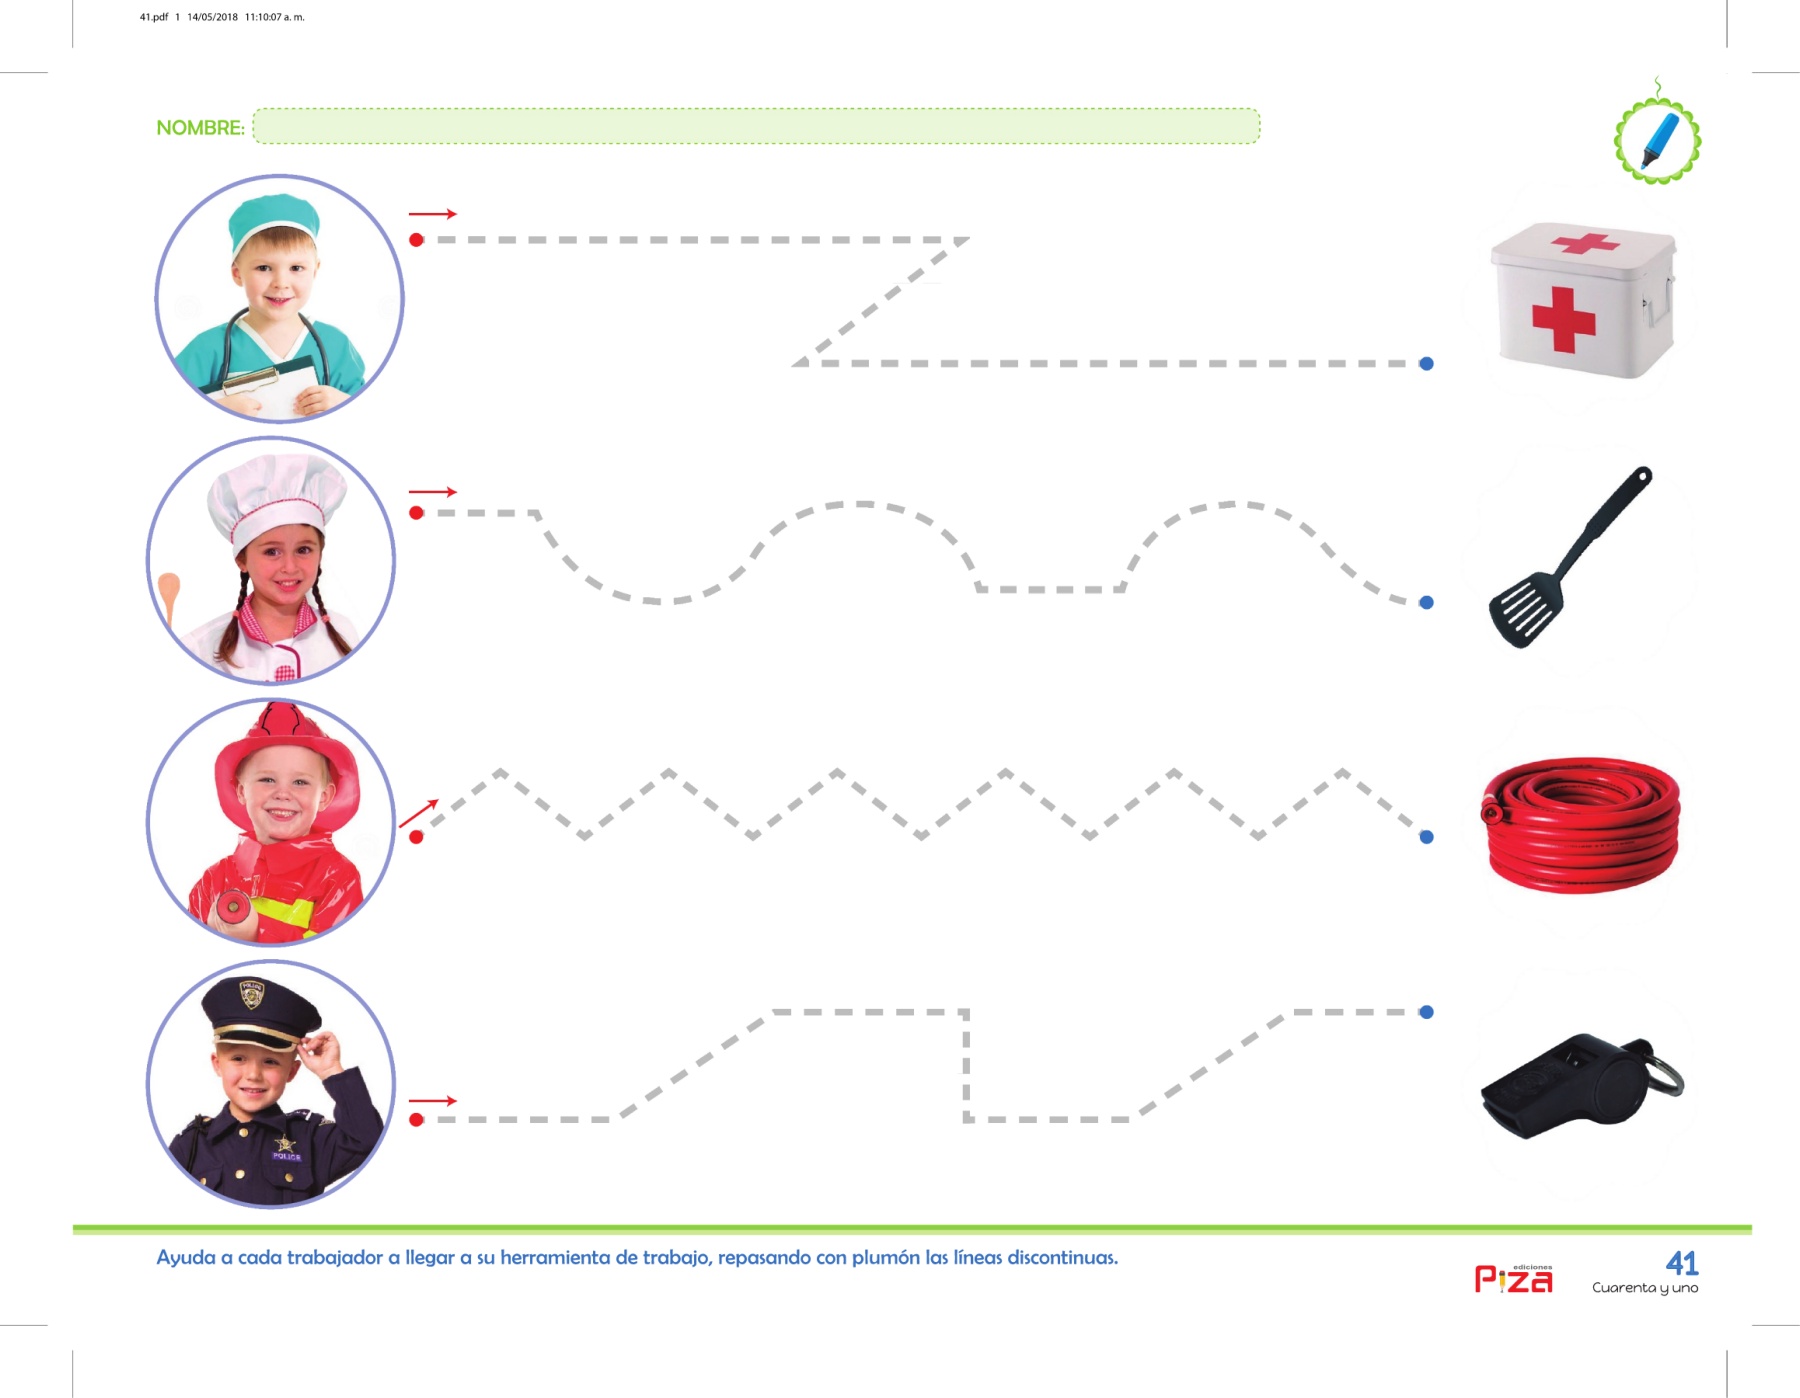 41.pdf 1 14/05/2018 11:10:07 a. m.
NOMBRE:
POLICE
POLICE
Ayuda a cada trabajador a llegar a su herramienta de trabajo, repasando con plumón las líneas discontinuas.
ediciones
Piza
41
Cuarenta y uno